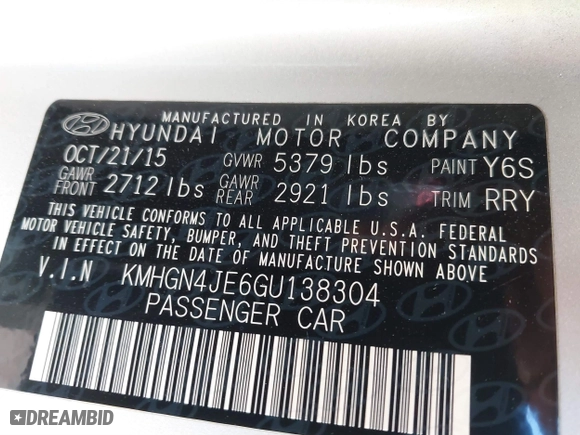 MANUFACTURED IN KOREA BY
HYUNDAI MOTOR COMPANY
OCT/21/15 GVWR 5379 lbs PAINT Y6S
GAWR FRONT 2712 lbs GAWR REAR 2921 lbs TRIM RRY
THIS VEHICLE CONFORMS TO ALL APPLICABLE U.S.A. FEDERAL
MOTOR VEHICLE SAFETY, BUMPER, AND THEFT PREVENTION STANDARDS
IN EFFECT ON THE DATE OF MANUFACTURE SHOWN ABOVE.
V.I.N KMHGN4JE6GU138304
PASSENGER CAR
DREAMBID